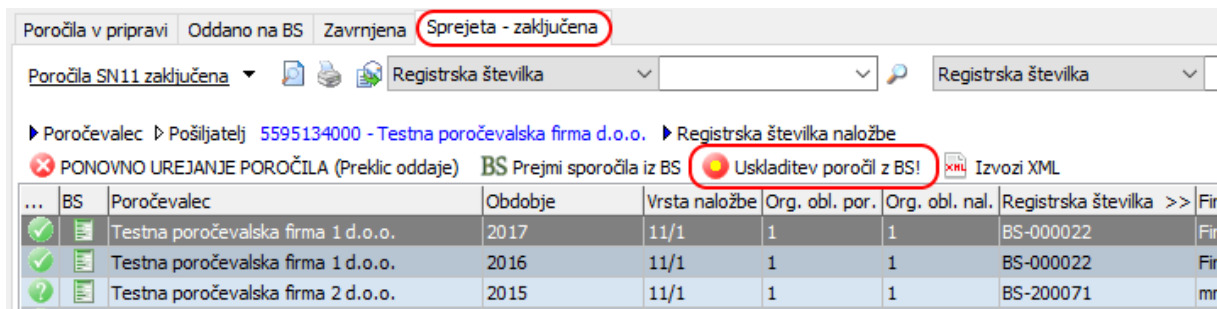 Poročila v pripravi Oddano na BS Zavrnjena Sprejeta - zaključena
Poročila SN11 zaključena Registrska številka Registrska številka
Poročevalec Pošiljatelj 5595134000 - Testna poročevalska firma d.o.o. Registrska številka naložbe
PONOVNO UREJANJE POROČILA (Preklic oddaje) BS Prejmi sporočila iz BS Uskladitev poročil z BS! XML Izvozi XML
... BS Poročevalec Obdobje Vrsta naložbe Org. obl. por. Org. obl. nal. Registrska številka >> Fir
Testna poročevalska firma 1 d.o.o. 2017 11/1 1 1 BS-000022 Fir
Testna poročevalska firma 1 d.o.o. 2016 11/1 1 1 BS-000022 Fir
? Testna poročevalska firma 2 d.o.o. 2015 11/1 1 1 BS-200071 mr